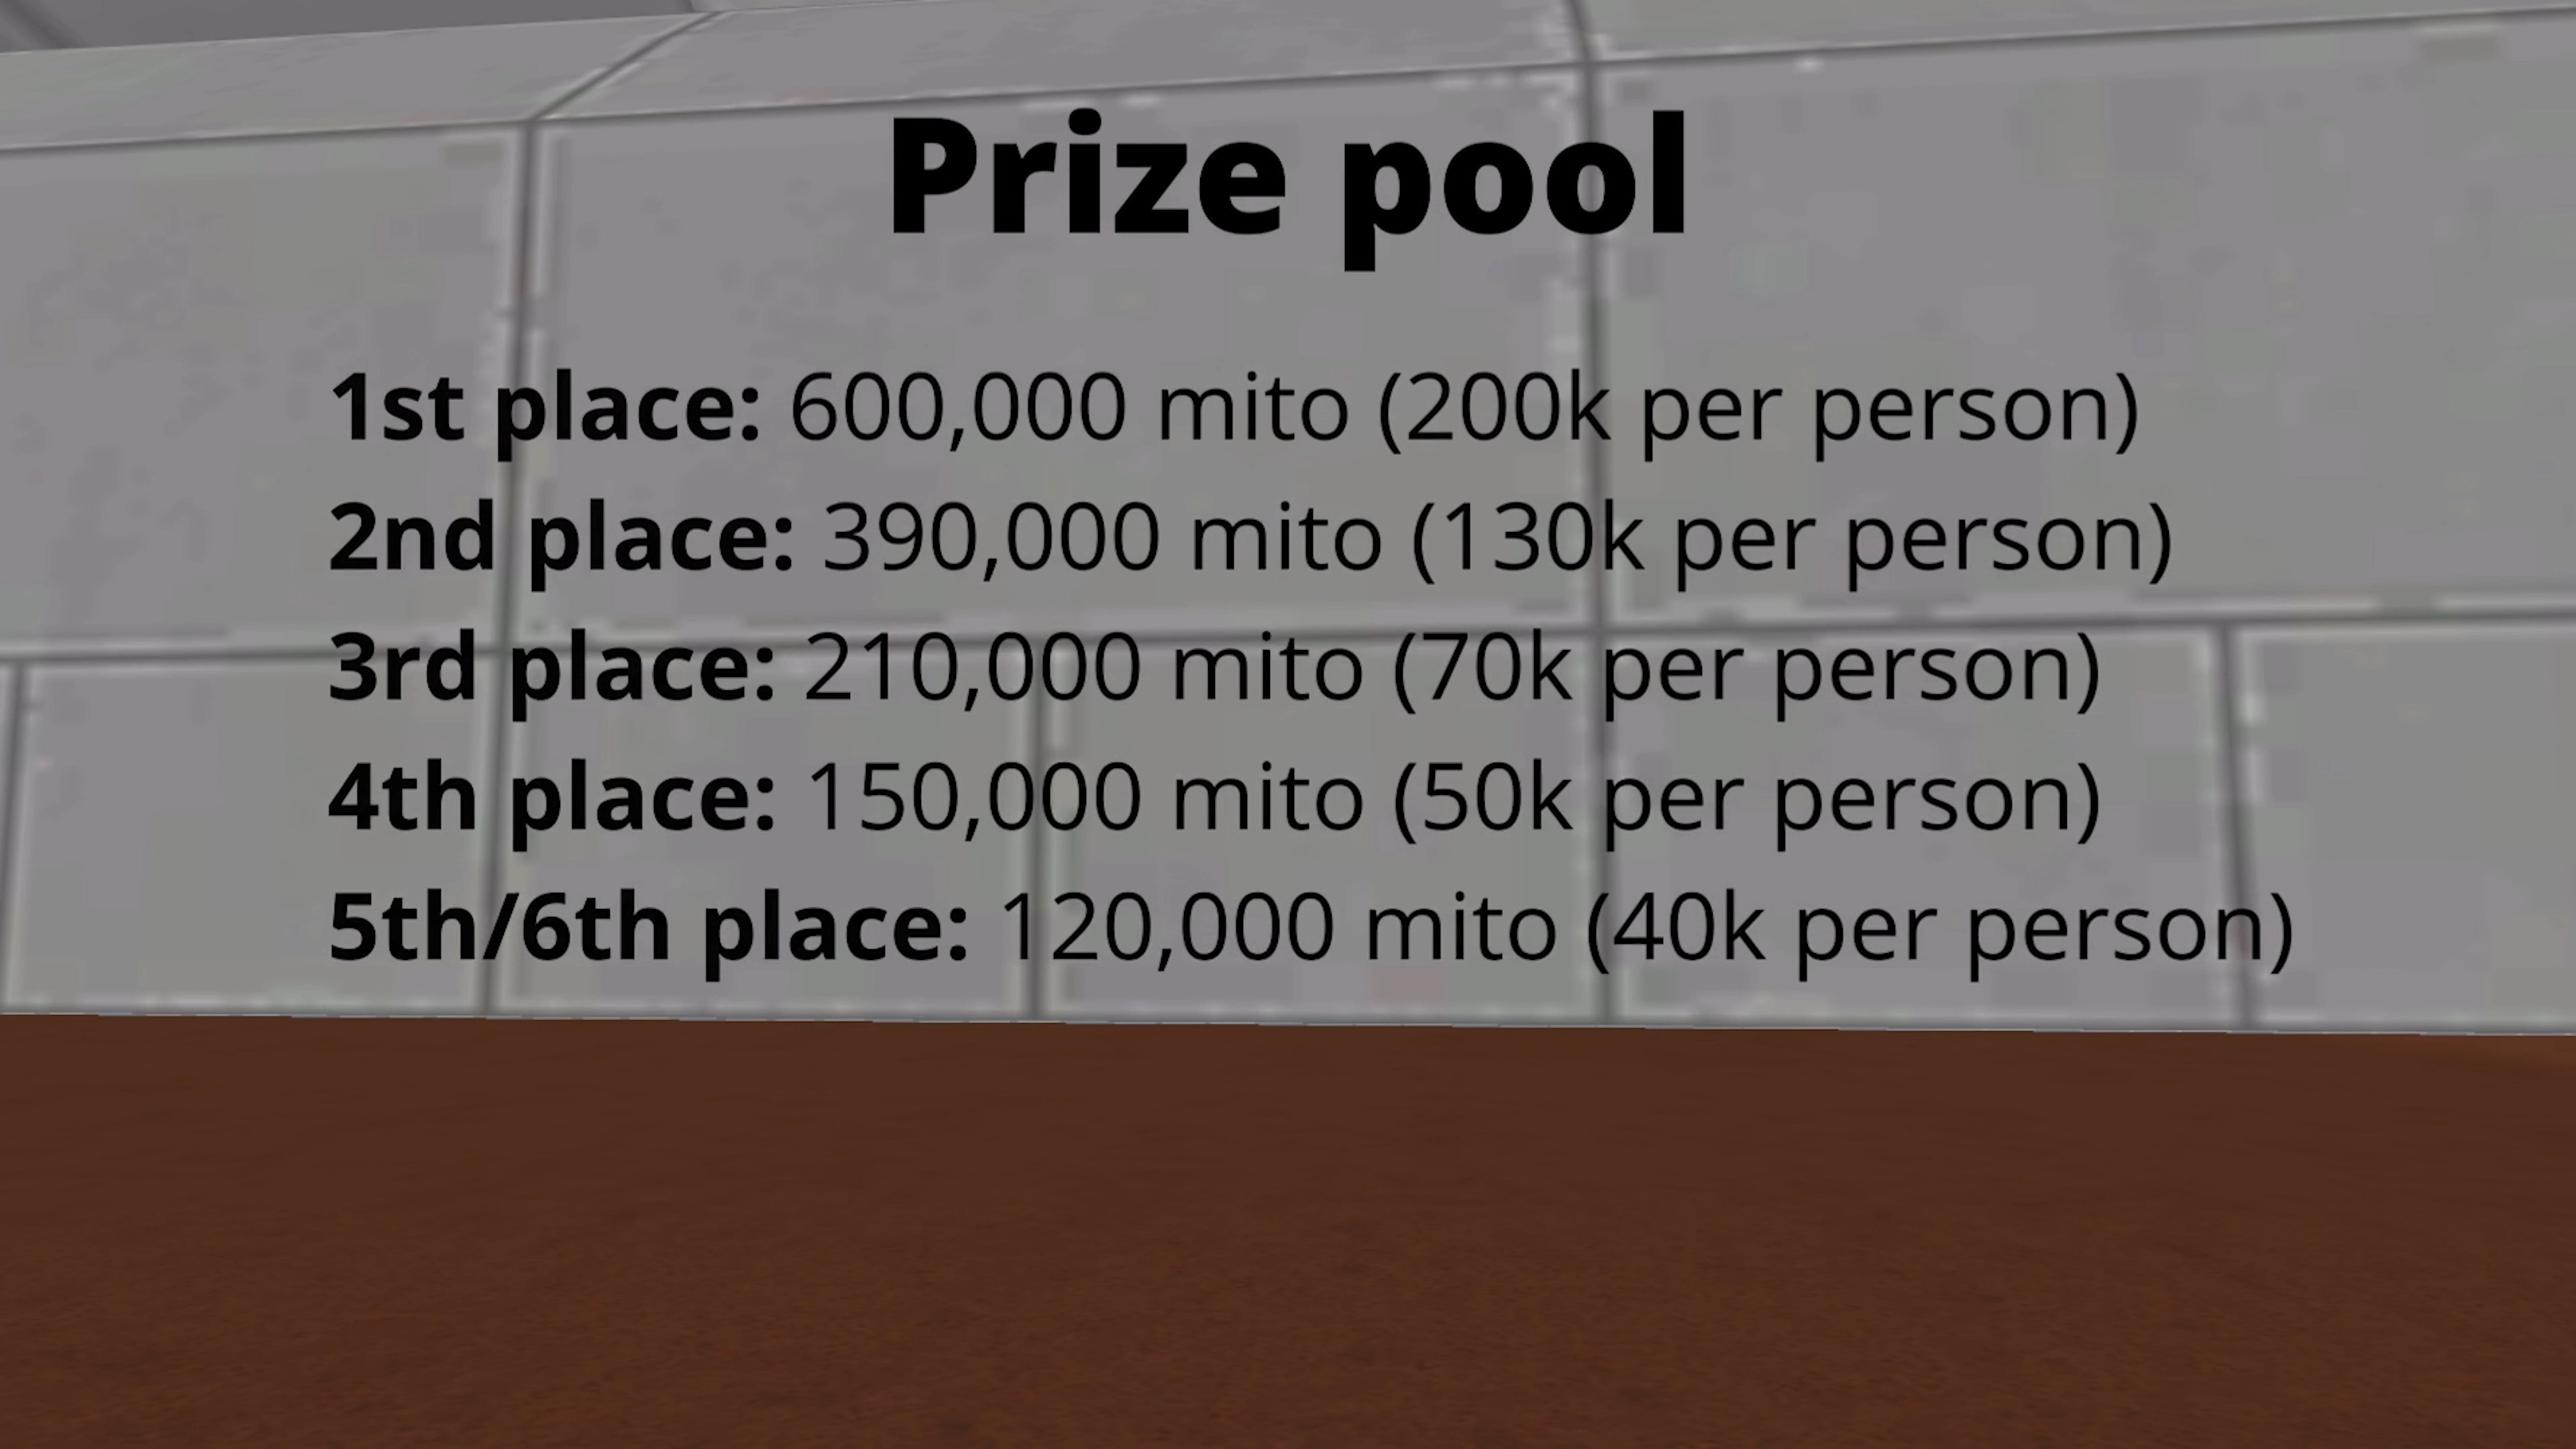 Prize pool
1st place: 600,000 mito (200k per person)
2nd place: 390,000 mito (130k per person)
3rd place: 210,000 mito (70k per person)
4th place: 150,000 mito (50k per person)
5th/6th place: 120,000 mito (40k per person)